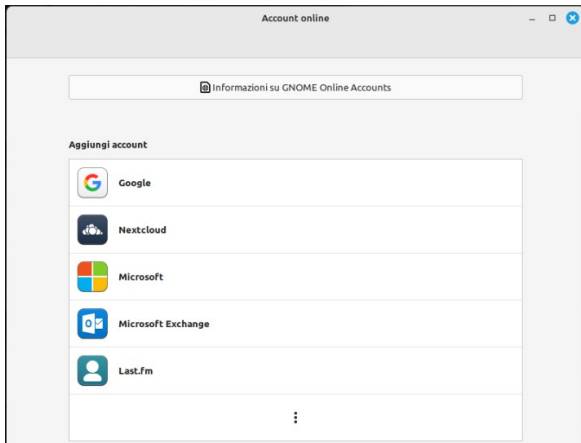 Account online
Informazioni su GNOME Online Accounts
Aggiungi account
Google
Nextcloud
Microsoft
Microsoft Exchange
Last.fm